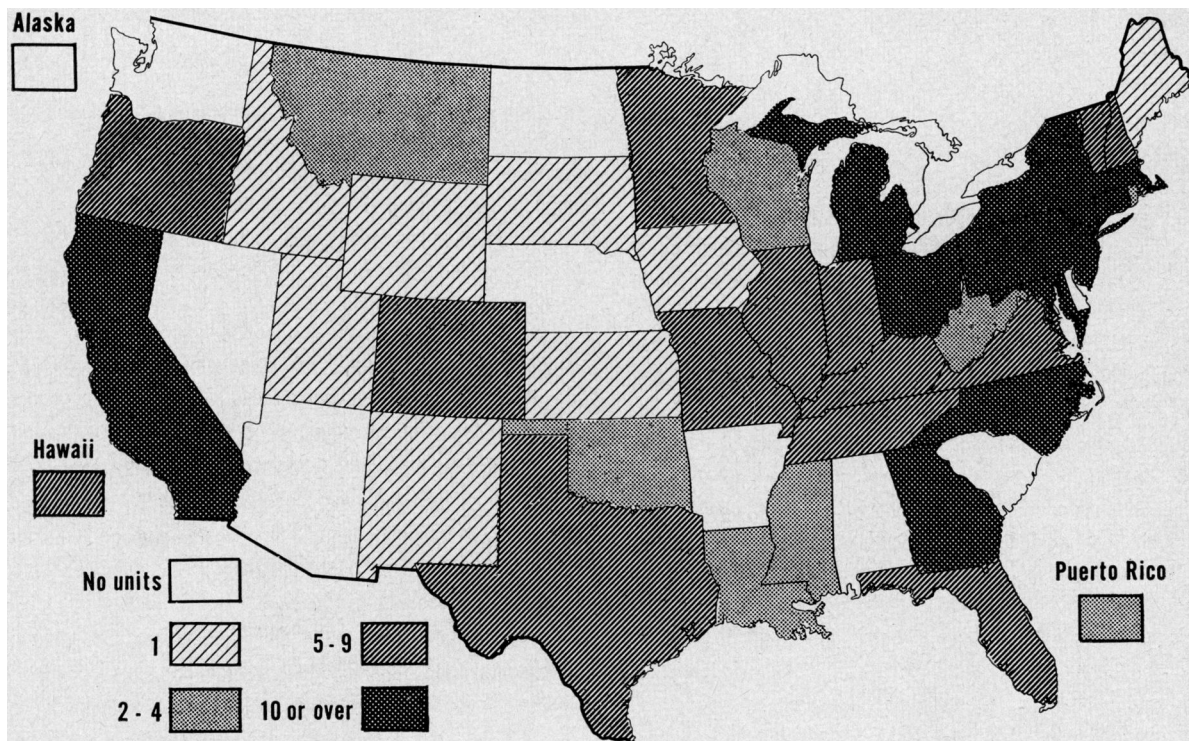 Alaska
Hawaii
No units
1
5 - 9
2 - 4
10 or over
Puerto Rico